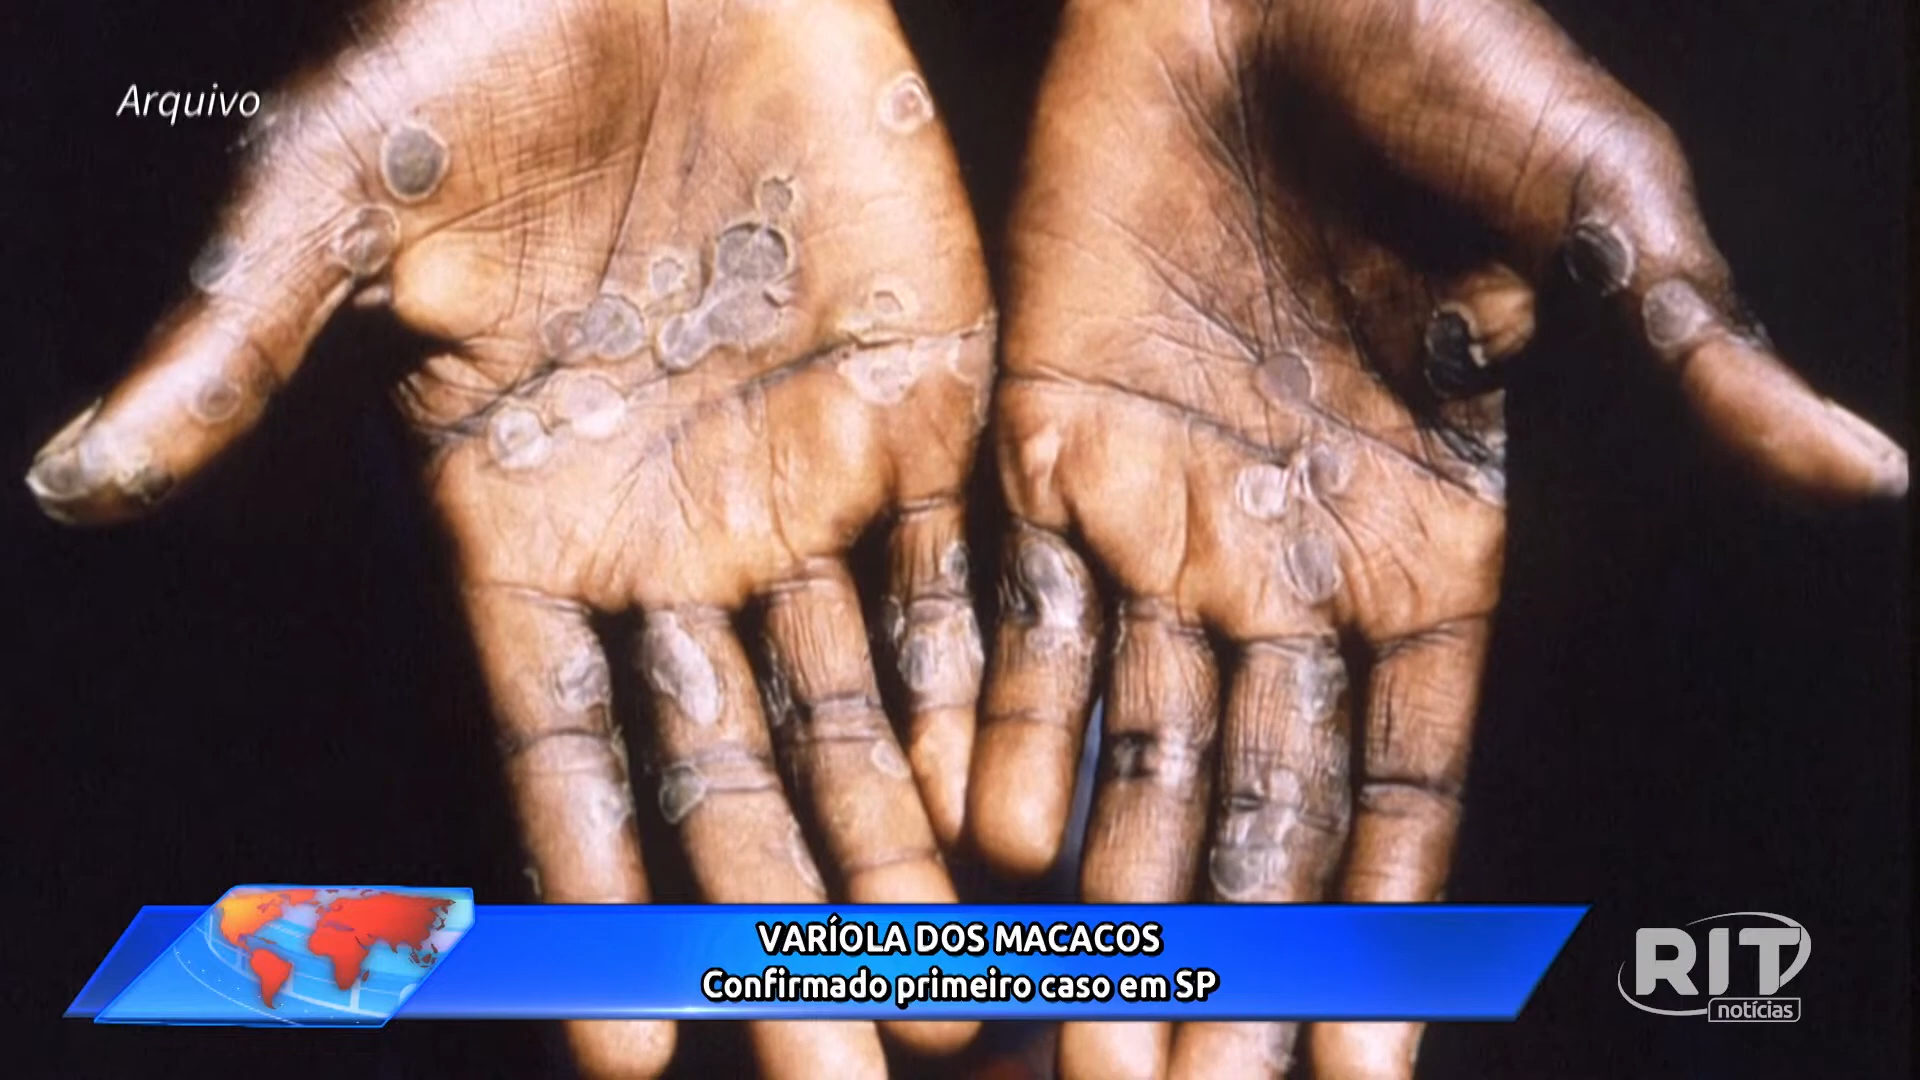 Arquivo
VARÍOLA DOS MACACOS
Confirmado primeiro caso em SP
RIT
notícias